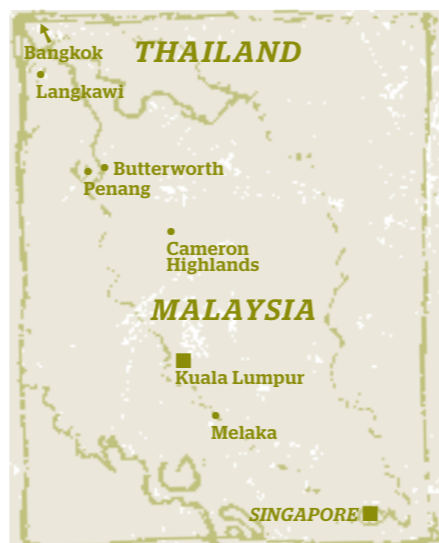 THAILAND
Bangkok
Langkawi
Butterworth
Penang
Cameron
Highlands
MALAYSIA
Kuala Lumpur
Melaka
SINGAPORE